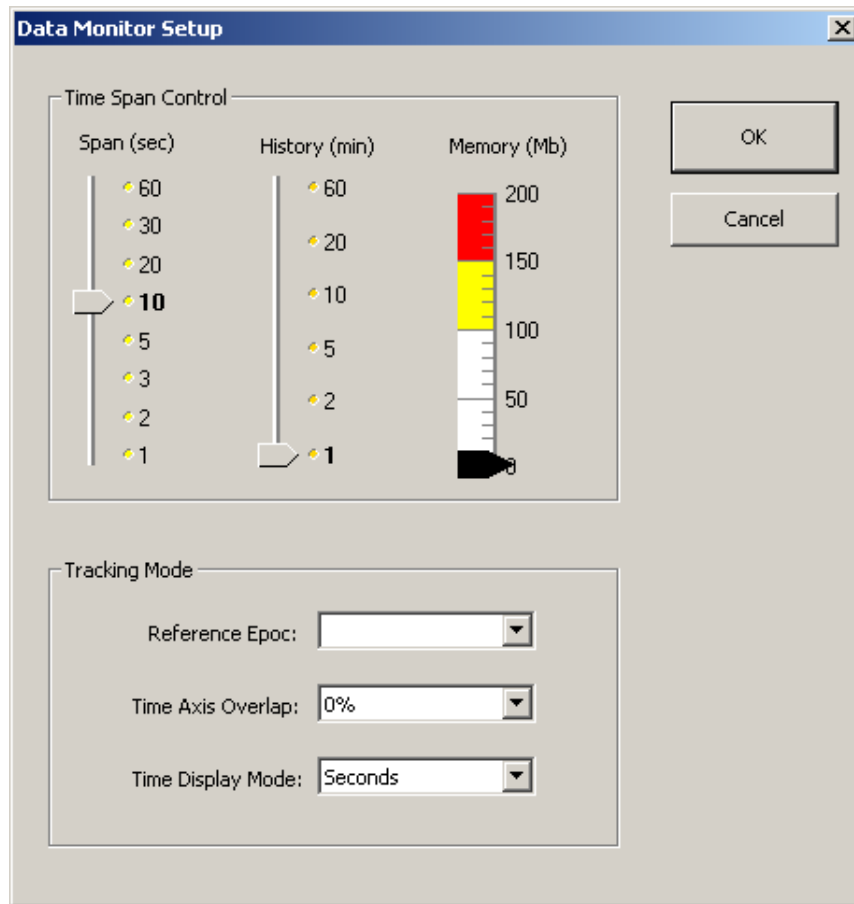 Data Monitor Setup
Time Span Control
Span (sec)
60
30
20
10
5
3
2
1
History (min)
60
20
10
5
2
1
Memory (Mb)
200
150
100
50
0
OK
Cancel
Tracking Mode
Reference Epoc:
Time Axis Overlap: 0%
Time Display Mode: Seconds